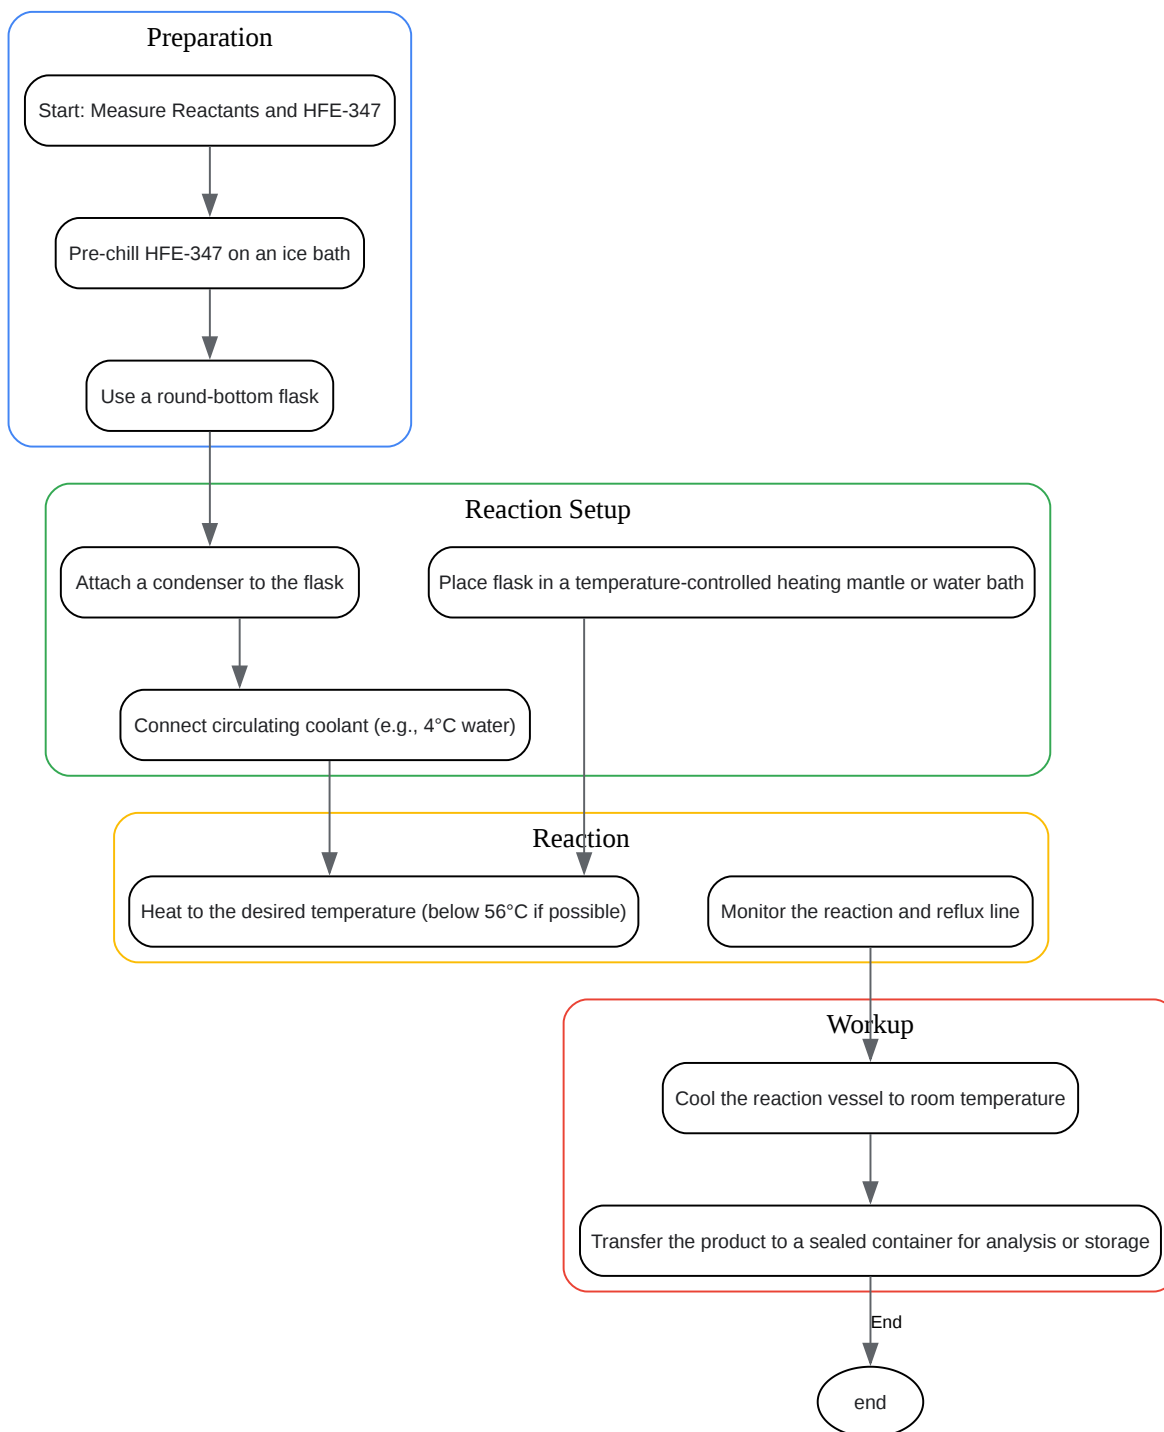 Preparation
Start: Measure Reactants and HFE-347
Pre-chill HFE-347 on an ice bath
Use a round-bottom flask
Reaction Setup
Attach a condenser to the flask
Place flask in a temperature-controlled heating mantle or water bath
Connect circulating coolant (e.g., 4°C water)
Reaction
Heat to the desired temperature (below 56°C if possible)
Monitor the reaction and reflux line
Workup
Cool the reaction vessel to room temperature
Transfer the product to a sealed container for analysis or storage
End
end